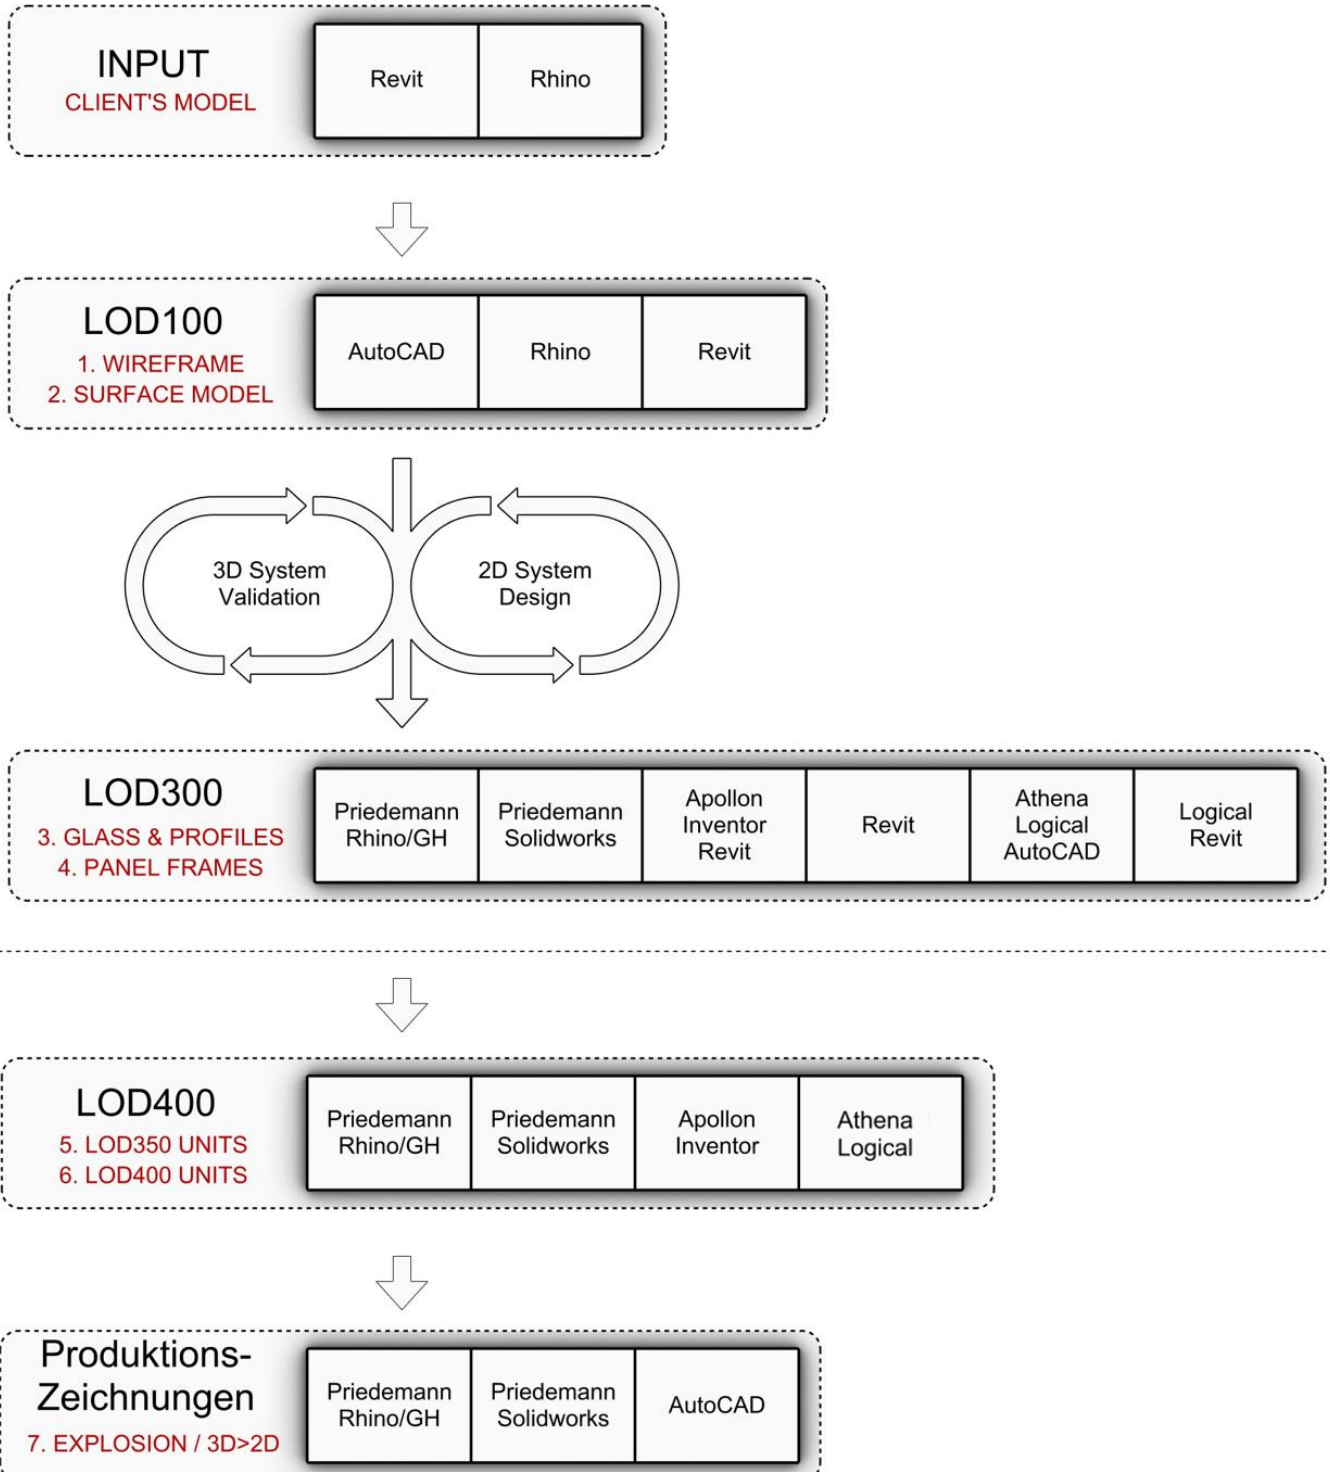 INPUT
CLIENT'S MODEL
Revit
Rhino
LOD100
1. WIREFRAME
2. SURFACE MODEL
AutoCAD
Rhino
Revit
3D System
Validation
2D System
Design
LOD300
3. GLASS & PROFILES
4. PANEL FRAMES
Priedemann
Rhino/GH
Priedemann
Solidworks
Apollon
Inventor
Revit
Revit
Athena
Logical
AutoCAD
Logical
Revit
LOD400
5. LOD350 UNITS
6. LOD400 UNITS
Priedemann
Rhino/GH
Priedemann
Solidworks
Apollon
Inventor
Athena
Logical
Produktions-
Zeichnungen
7. EXPLOSION / 3D>2D
Priedemann
Rhino/GH
Priedemann
Solidworks
AutoCAD